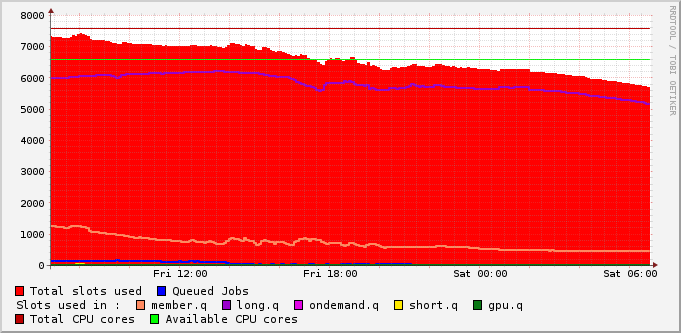 RRDTOOL / TOBI OETIKER
8000
7000
6000
5000
4000
3000
2000
1000
0
Fri 12:00 Fri 18:00 Sat 00:00 Sat 06:00
Total slots used Queued Jobs
Slots used in : member.q long.q ondemand.q short.q gpu.q
Total CPU cores Available CPU cores